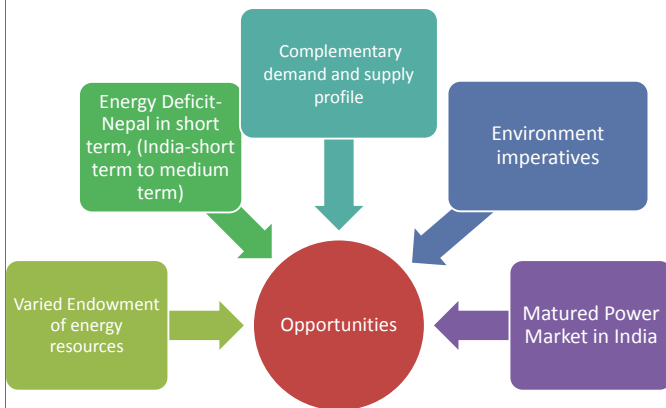 Complementary
demand and supply
profile
Energy Deficit-
Nepal in short
term, (India-short
term to medium
term)
Environment
imperatives
Varied Endowment
of energy
resources
Opportunities
Matured Power
Market in India